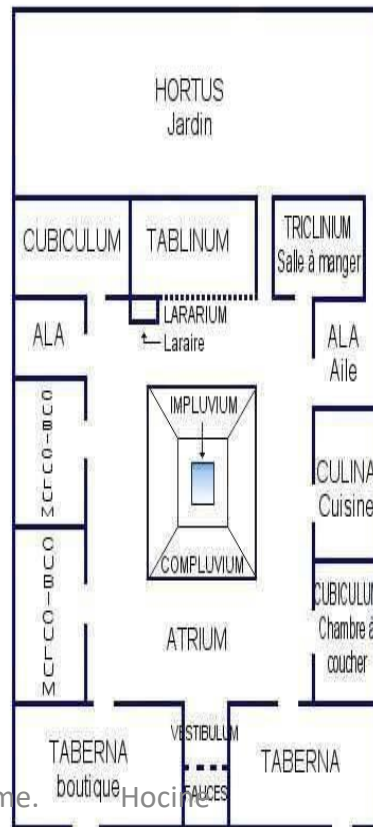 HORTUS
Jardin
CUBICULUM
TABLINUM
TRICLINIUM
Salle à manger
ALA
LARARIUM
Laraire
ALA
Aile
IMPLUVIUM
CUBICULUM
CULINA
Cuisine
COMPLUVIUM
CUBICULUM
CUBICULUM
Chambre à
coucher
ATRIUM
VESTIBULUM
TABERNA
boutique
TABERNA
FAUCES
me. Hocine